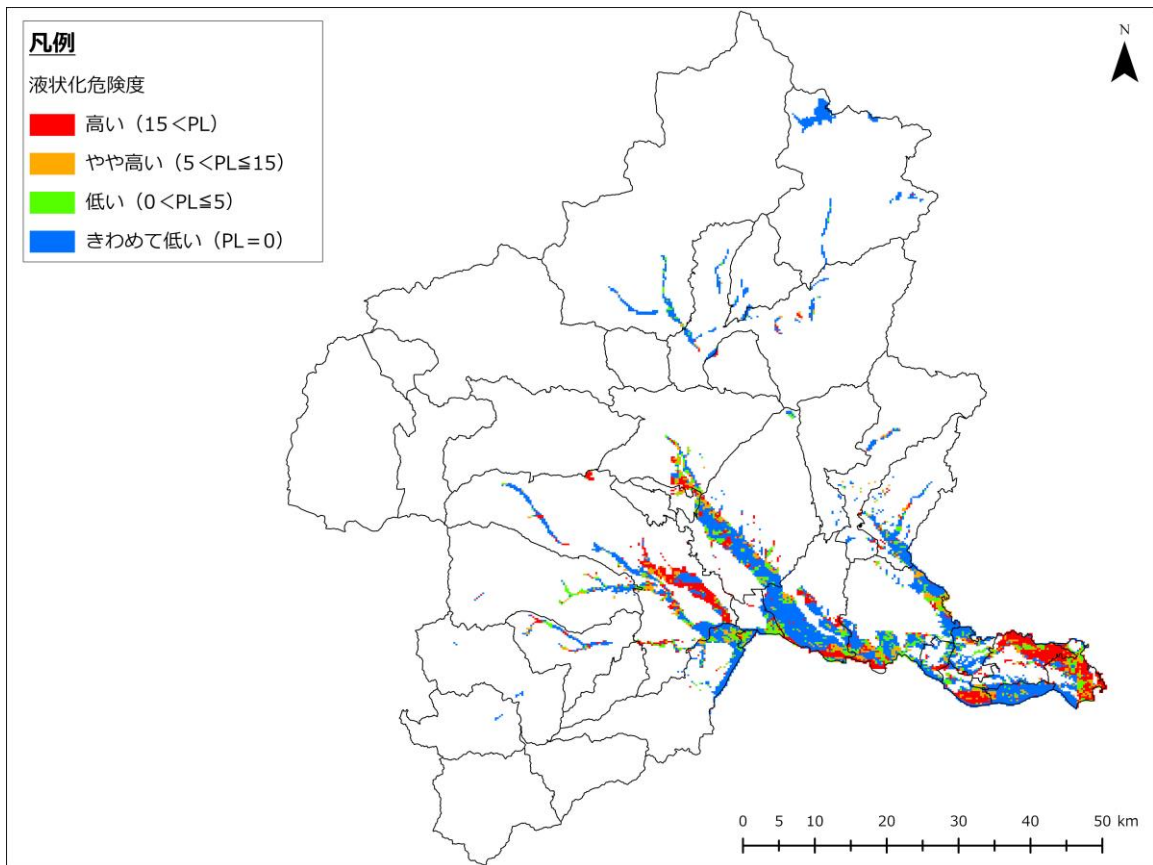 凡例
液状化危険度
高い（15＜PL）
やや高い（5＜PL≦15）
低い（0＜PL≦5）
きわめて低い（PL＝0）
N
0 5 10 20 30 40 50 km